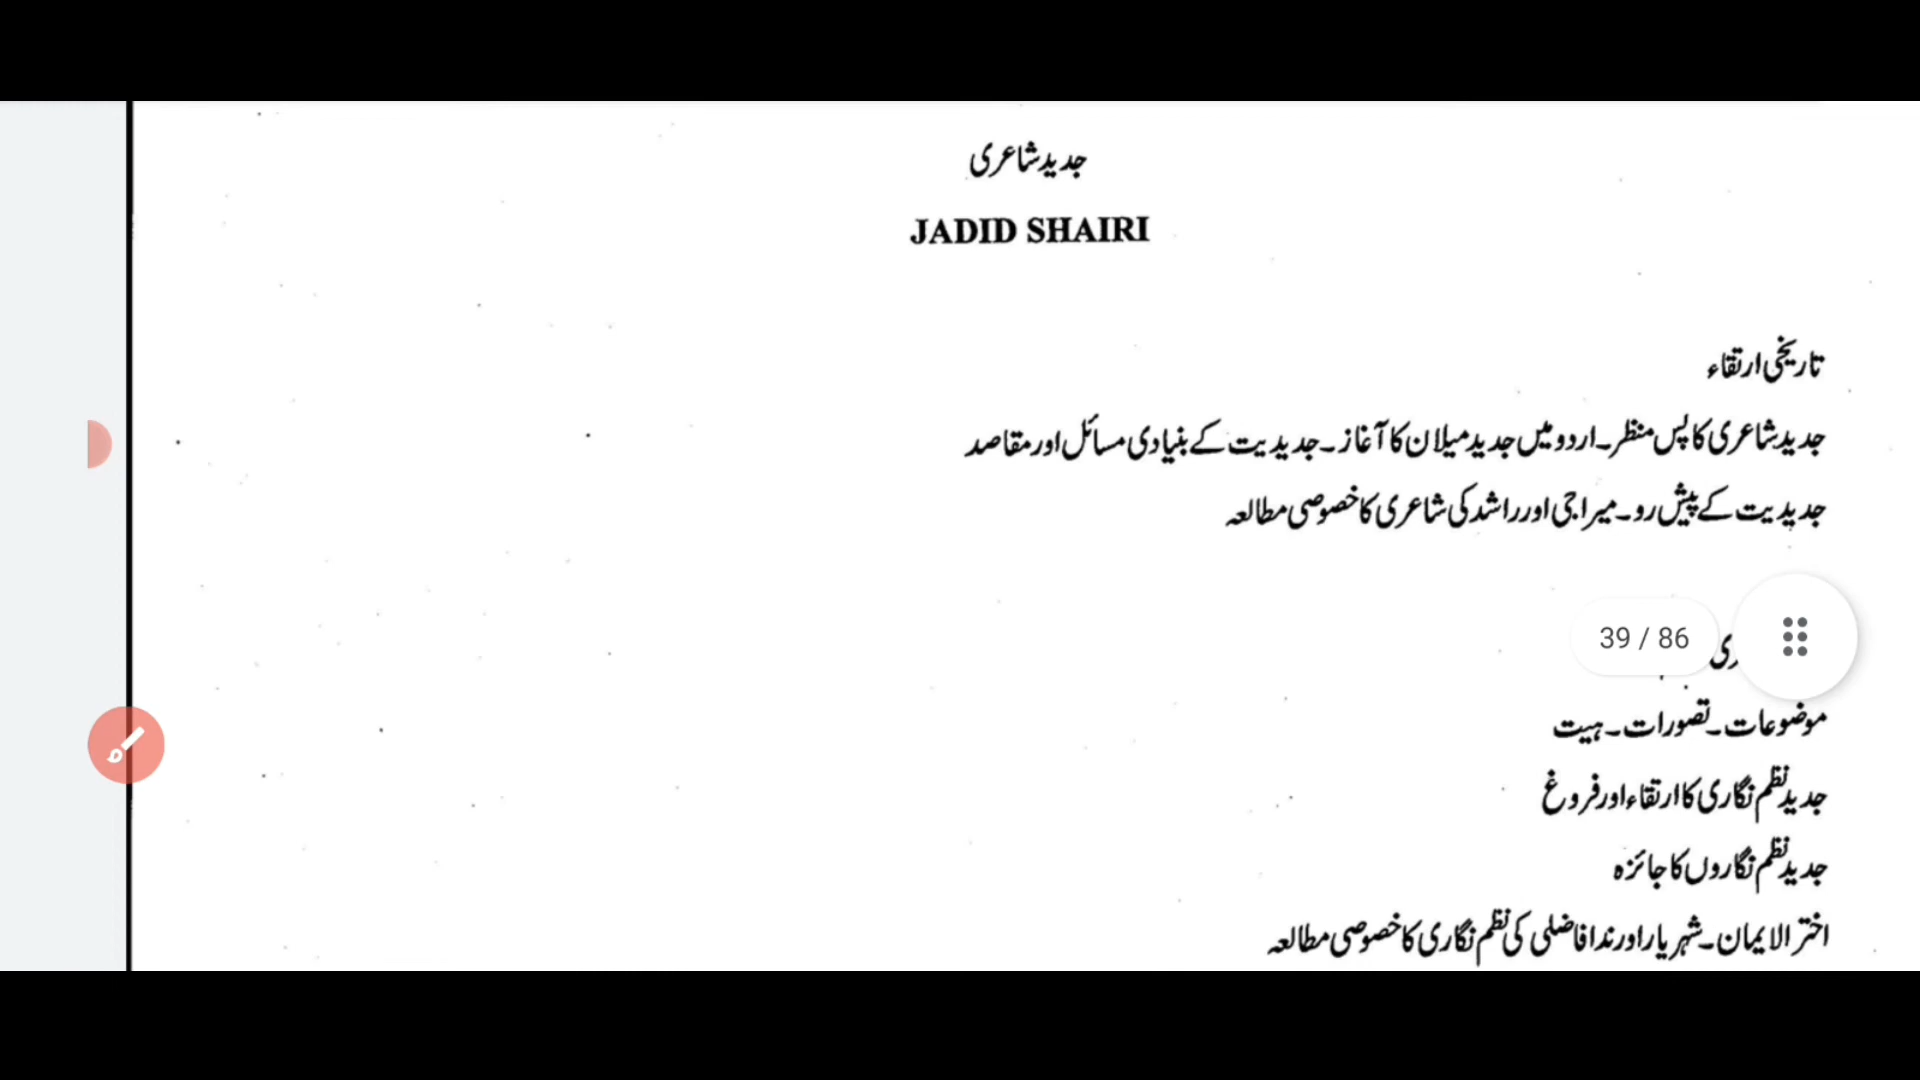 جدید شاعری
JADID SHAIRI
تاریخی ارتقاء
جدید شاعری کا پس منظر۔ اردو میں جدید میلان کا آغاز۔ جدیدیت کے بنیادی مسائل اور مقاصد
جدیدیت کے پیش رو۔ میراجی اور راشد کی شاعری کا خصوصی مطالعہ
39 / 86
موضوعات۔ تصورات۔ ہیت
جدید نظم نگاری کا ارتقاء اور فروغ
جدید نظم نگاروں کا جائزہ
اختر الایمان۔ شہریار اور ندا فاضلی کی نظم نگاری کا خصوصی مطالعہ